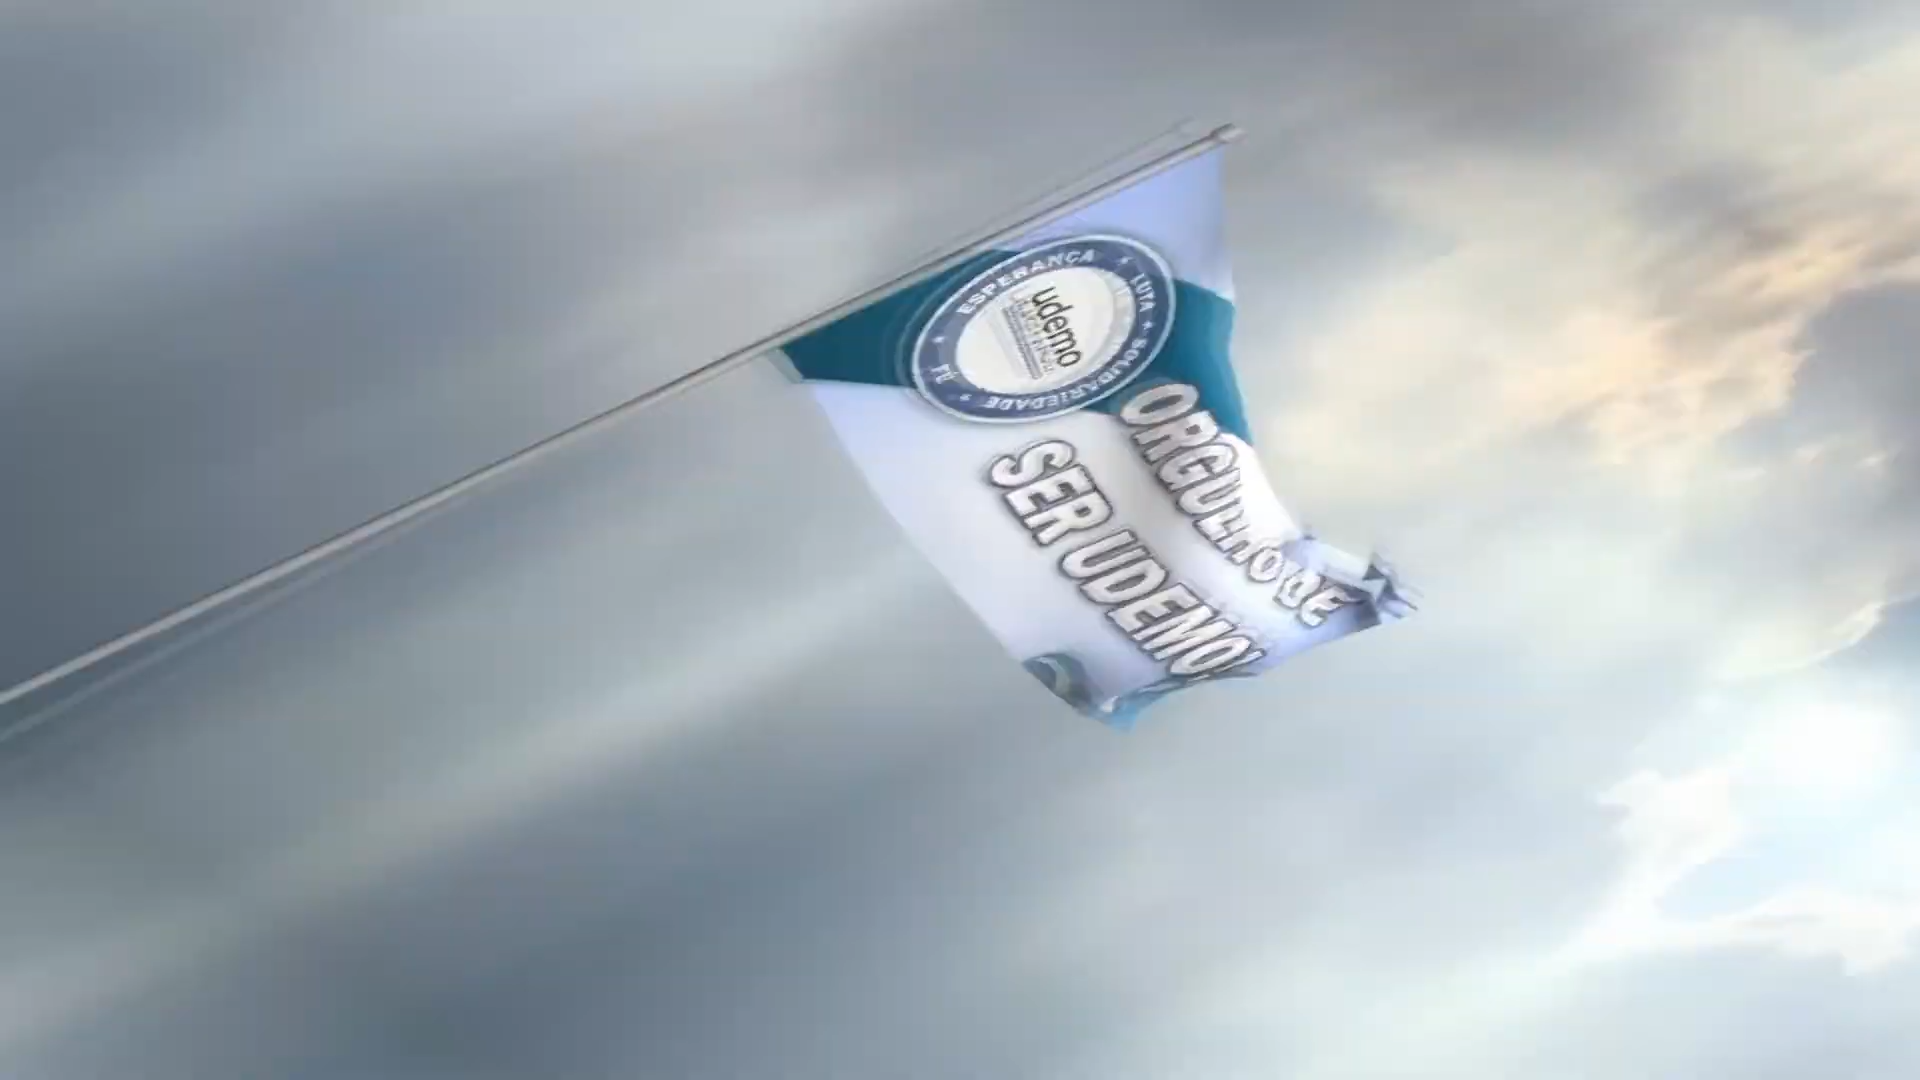 ESPERANÇA ★ LUTA ★ SOLIDARIEDADE ★ FÉ ★
udemo
ORGULHO DE
SER UDEMO!